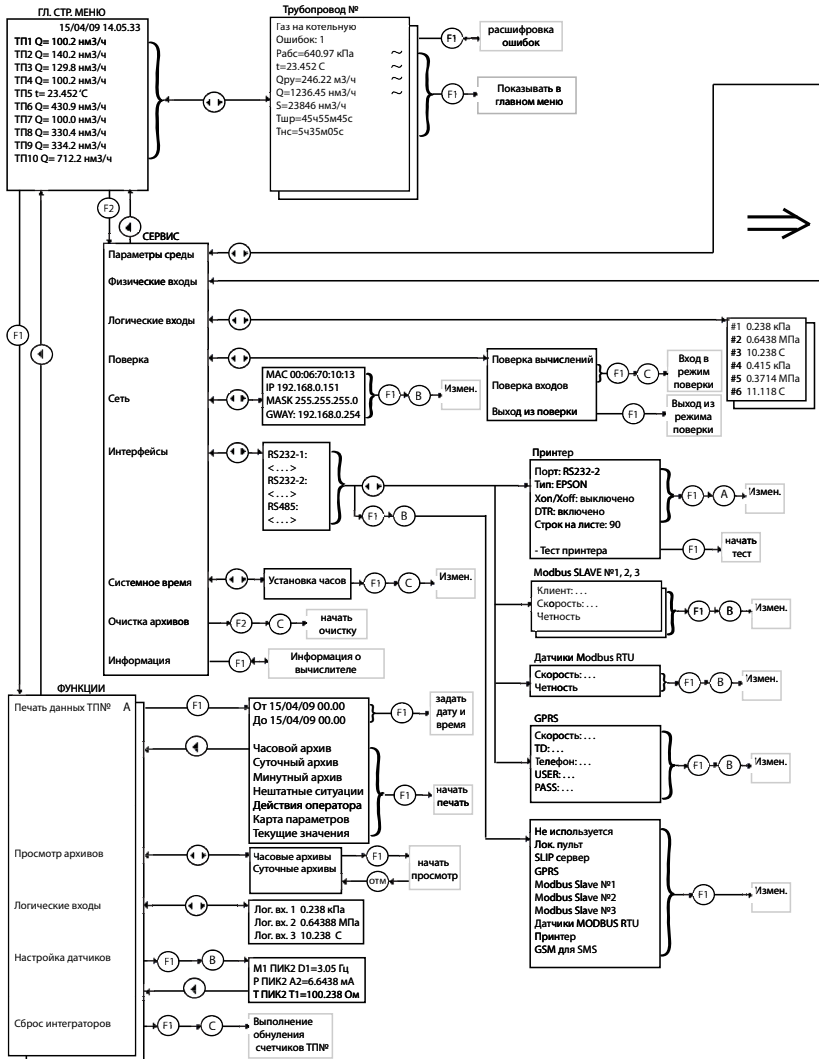 ГЛ. СТР. МЕНЮ
15/04/09 14.05.33
ТП1 Q= 100.2 нм3/ч
ТП2 Q= 140.2 нм3/ч
ТП3 Q= 129.8 нм3/ч
ТП4 Q= 100.2 нм3/ч
ТП5 t= 23.452 °C
ТП6 Q= 430.9 нм3/ч
ТП7 Q= 100.0 нм3/ч
ТП8 Q= 330.4 нм3/ч
ТП9 Q= 334.2 нм3/ч
ТП10 Q= 712.2 нм3/ч
Трубопровод №
Газ на котельную
Ошибок: 1
Рабс=640.97 кПа ~
t=23.452 С ~
Qру=246.22 м3/ч ~
Q=1236.45 нм3/ч ~
S=23846 нм3/ч
Тшр=45ч55м45с
Тнс=5ч35м05с
F1
расшифровка
ошибок
F1
Показывать в
главном меню
F2
F1
СЕРВИС
Параметры среды
Физические входы
Логические входы
#1 0.238 кПа
#2 0.6438 МПа
#3 10.238 С
#4 0.415 кПа
#5 0.3714 МПа
#6 11.118 С
Поверка
Поверка вычислений
Поверка входов
Выход из поверки
F1
C
Вход в
режим
поверки
F1
Выход из
режима
поверки
Сеть
MAC 00:06:70:10:13
IP 192.168.0.151
MASK 255.255.255.0
GWAY: 192.168.0.254
F1
B
Измен.
Интерфейсы
RS232-1:
< . . . >
RS232-2:
< . . . >
RS485:
< . . . >
F1
B
Принтер
Порт: RS232-2
Тип: EPSON
Xon/Xoff: выключено
DTR: включено
Строк на листе: 90
- Тест принтера
F1
A
Измен.
F1
начать
тест
Modbus SLAVE №1, 2, 3
Клиент: . . .
Скорость: . . .
Четность
F1
B
Измен.
Датчики Modbus RTU
Скорость: . . .
Четность
F1
B
Измен.
GPRS
Скорость: . . .
TD: . . .
Телефон: . . .
USER: . . .
PASS: . . .
F1
B
Измен.
Не используется
Лок. пульт
SLIP сервер
GPRS
Modbus Slave №1
Modbus Slave №2
Modbus Slave №3
Датчики MODBUS RTU
Принтер
GSM для SMS
F1
Измен.
Системное время
Установка часов
F1
C
Измен.
Очистка архивов
F2
C
начать
очистку
Информация
F1
Информация о
вычислителе
ФУНКЦИИ
Печать данных ТП№ А
F1
От 15/04/09 00.00
До 15/04/09 00.00
F1
задать
дату и
время
Часовой архив
Суточный архив
Минутный архив
Нештатные ситуации
Действия оператора
Карта параметров
Текущие значения
F1
начать
печать
Просмотр архивов
Часовые архивы
Суточные архивы
F1
ОТМ
начать
просмотр
Логические входы
Лог. вх. 1 0.238 кПа
Лог. вх. 2 0.64388 МПа
Лог. вх. 3 10.238 С
Настройка датчиков
F1
B
М1 ПИК2 D1=3.05 Гц
Р ПИК2 А2=6.6438 мА
Т ПИК2 Т1=100.238 Ом
Сброс интеграторов
F1
C
Выполнение
обнуления
счетчиков ТП№